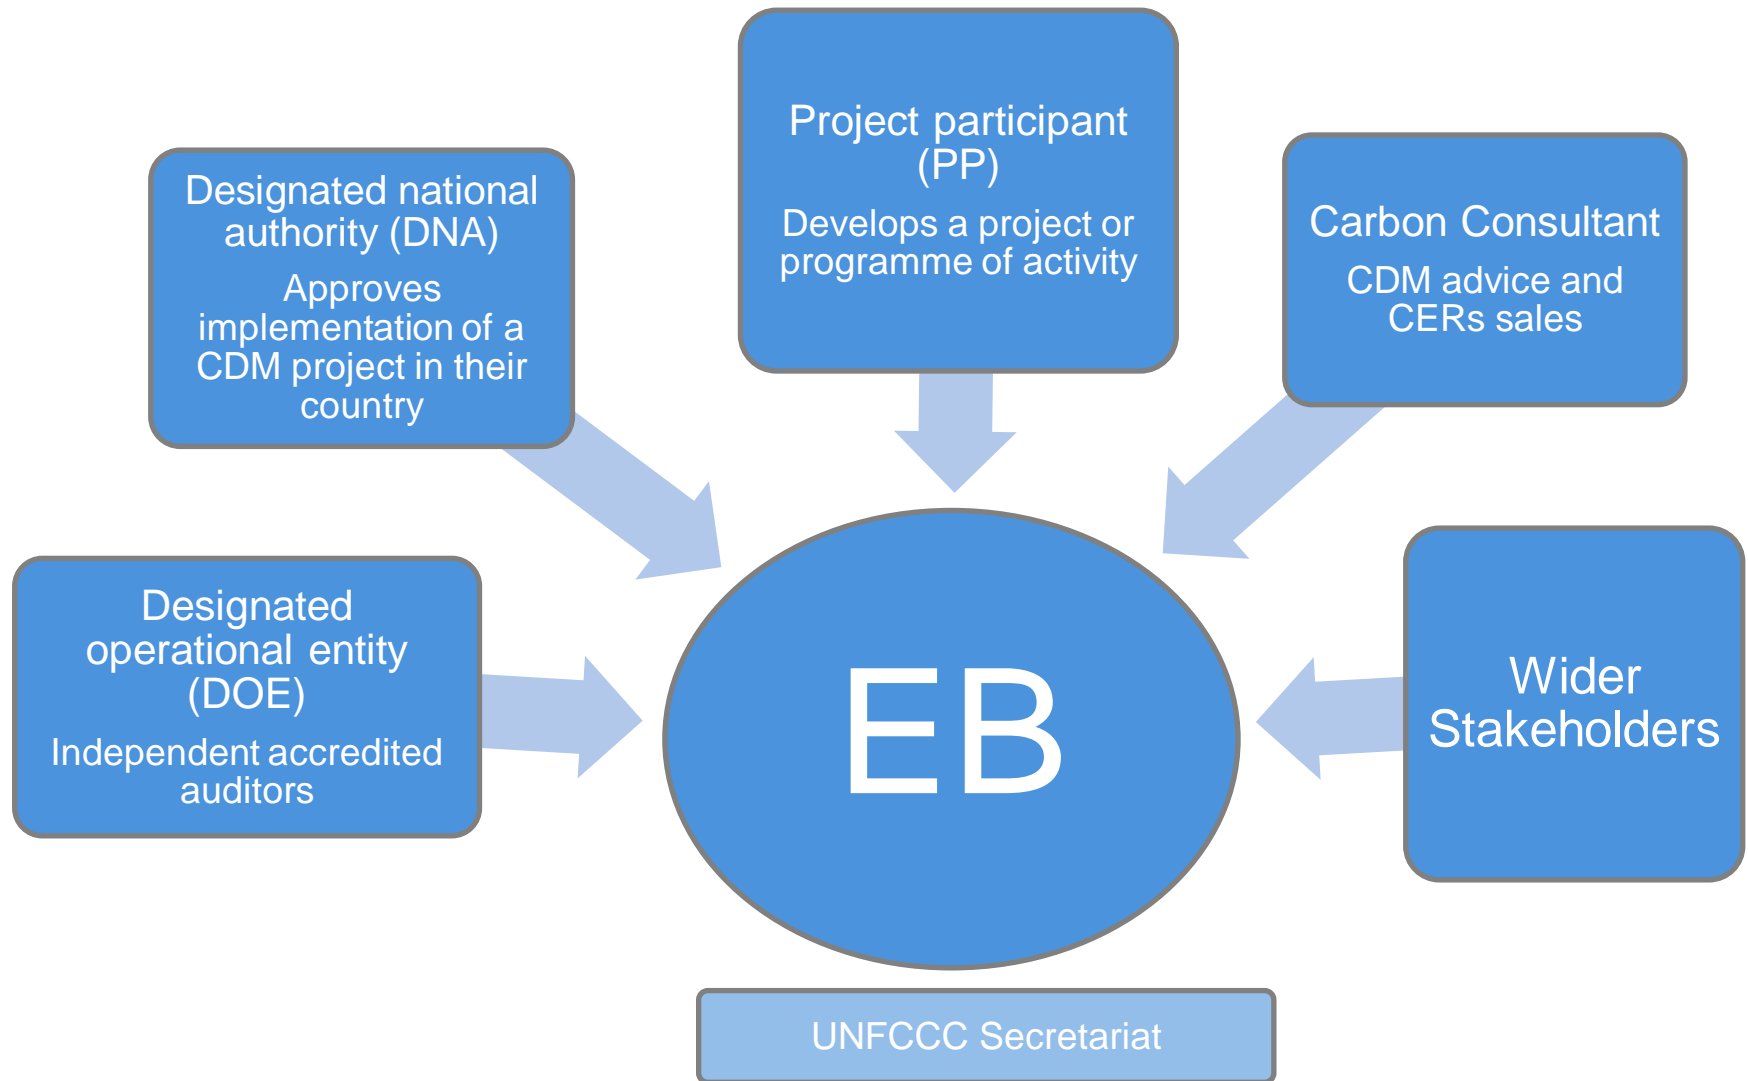 Project participant
(PP)
Develops a project or
programme of activity
Designated national
authority (DNA)
Approves
implementation of a
CDM project in their
country
Carbon Consultant
CDM advice and
CERs sales
Designated
operational entity
(DOE)
Independent accredited
auditors
EB
Wider
Stakeholders
UNFCCC Secretariat